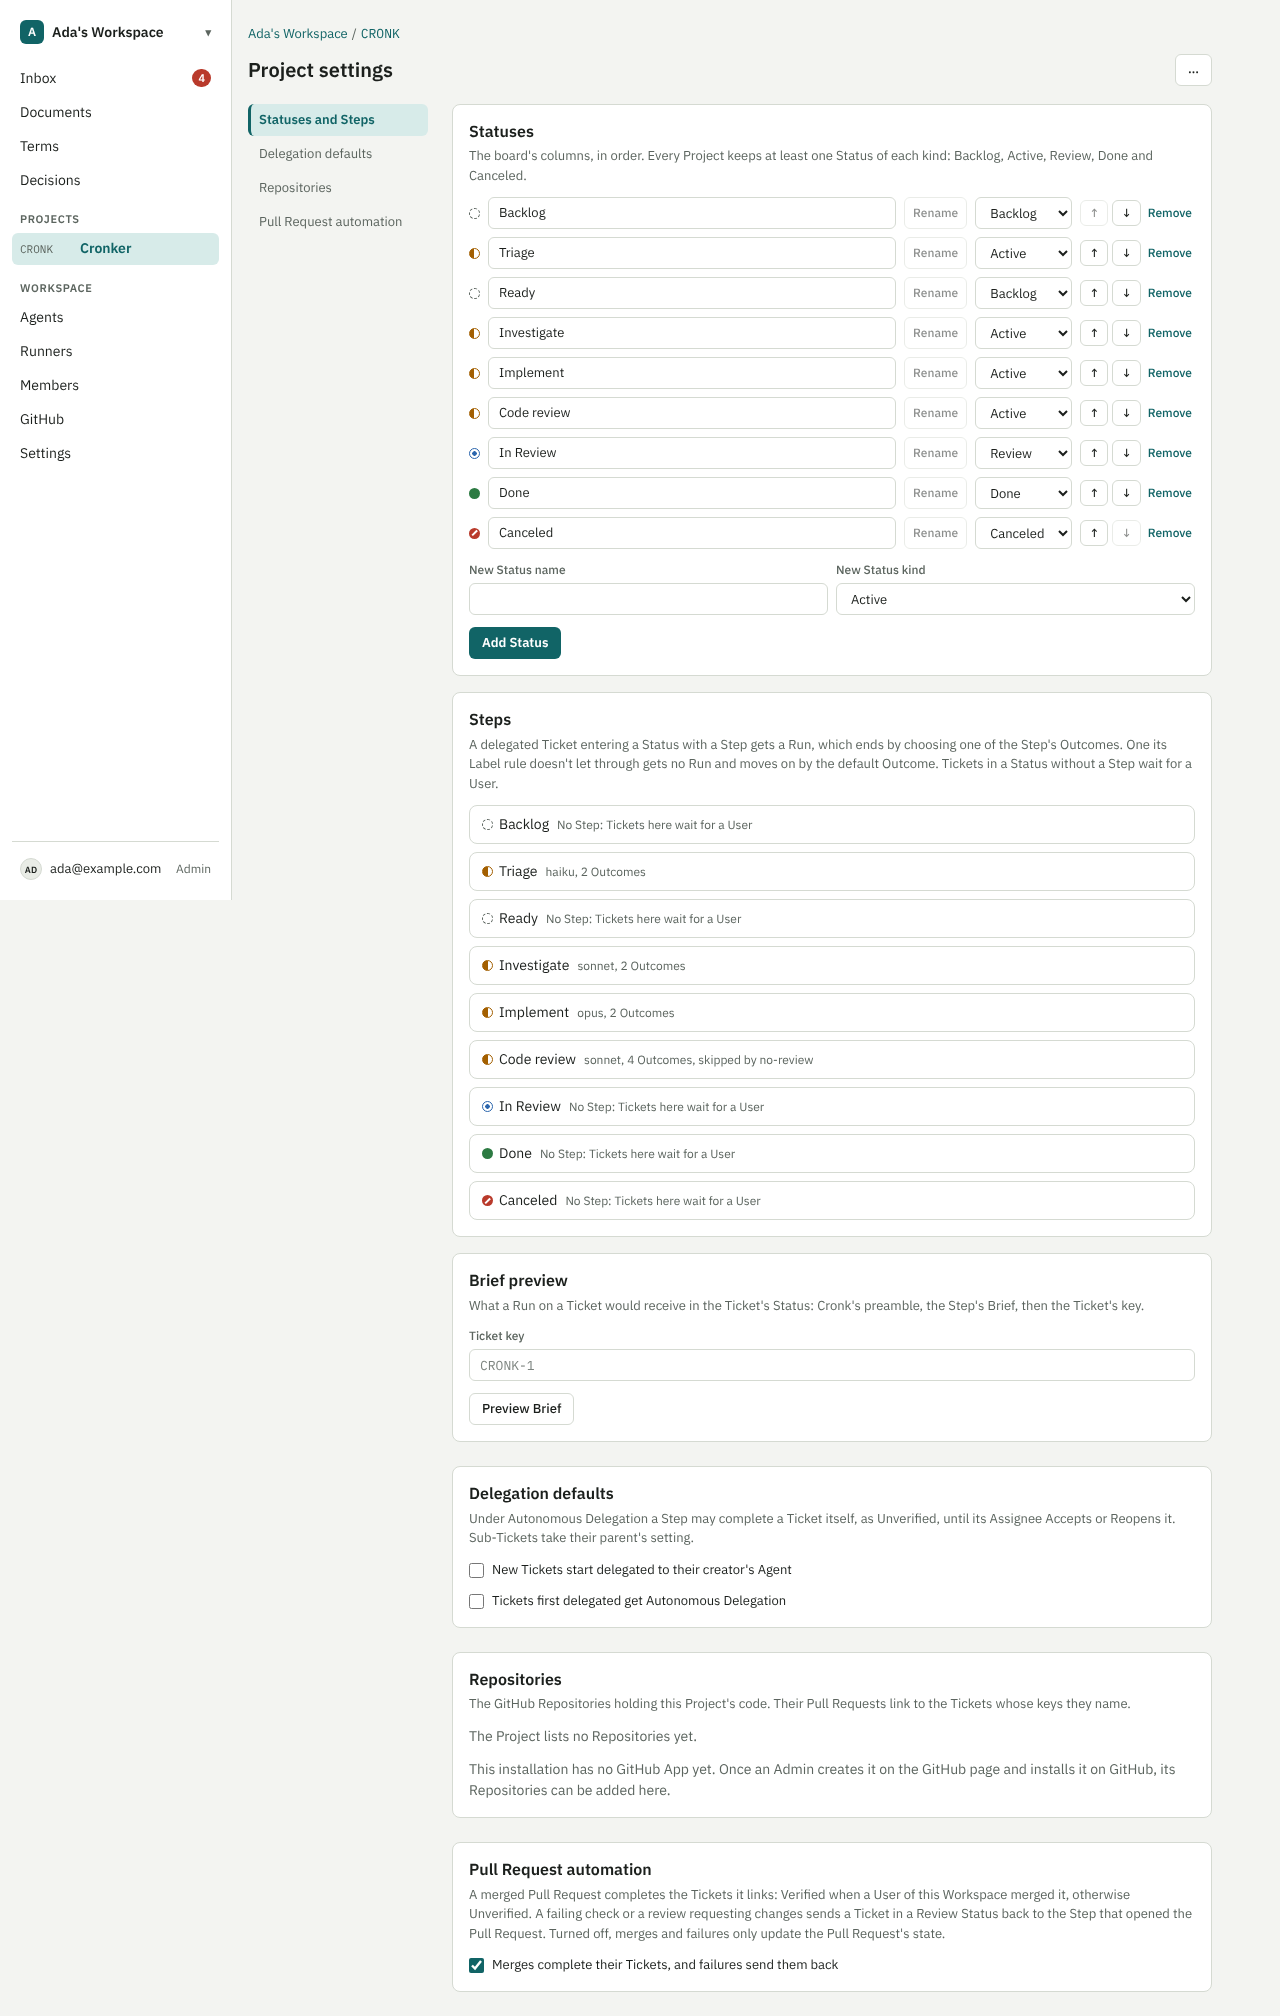 A Ada's Workspace ▾
Inbox 4
Documents
Terms
Decisions
PROJECTS
CRONK Cronker
WORKSPACE
Agents
Runners
Members
GitHub
Settings
AD ada@example.com Admin
Ada's Workspace / CRONK
Project settings
...
Statuses and Steps
Delegation defaults
Repositories
Pull Request automation
Statuses
The board's columns, in order. Every Project keeps at least one Status of each kind: Backlog, Active, Review, Done and
Canceled.
Backlog Rename Backlog ↑ ↓ Remove
Triage Rename Active ↑ ↓ Remove
Ready Rename Backlog ↑ ↓ Remove
Investigate Rename Active ↑ ↓ Remove
Implement Rename Active ↑ ↓ Remove
Code review Rename Active ↑ ↓ Remove
In Review Rename Review ↑ ↓ Remove
Done Rename Done ↑ ↓ Remove
Canceled Rename Canceled ↑ ↓ Remove
New Status name New Status kind
Active
Add Status
Steps
A delegated Ticket entering a Status with a Step gets a Run, which ends by choosing one of the Step's Outcomes. One its
Label rule doesn't let through gets no Run and moves on by the default Outcome. Tickets in a Status without a Step wait for a
User.
Backlog No Step: Tickets here wait for a User
Triage haiku, 2 Outcomes
Ready No Step: Tickets here wait for a User
Investigate sonnet, 2 Outcomes
Implement opus, 2 Outcomes
Code review sonnet, 4 Outcomes, skipped by no-review
In Review No Step: Tickets here wait for a User
Done No Step: Tickets here wait for a User
Canceled No Step: Tickets here wait for a User
Brief preview
What a Run on a Ticket would receive in the Ticket's Status: Cronk's preamble, the Step's Brief, then the Ticket's key.
Ticket key
CRONK-1
Preview Brief
Delegation defaults
Under Autonomous Delegation a Step may complete a Ticket itself, as Unverified, until its Assignee Accepts or Reopens it.
Sub-Tickets take their parent's setting.
New Tickets start delegated to their creator's Agent
Tickets first delegated get Autonomous Delegation
Repositories
The GitHub Repositories holding this Project's code. Their Pull Requests link to the Tickets whose keys they name.
The Project lists no Repositories yet.
This installation has no GitHub App yet. Once an Admin creates it on the GitHub page and installs it on GitHub, its
Repositories can be added here.
Pull Request automation
A merged Pull Request completes the Tickets it links: Verified when a User of this Workspace merged it, otherwise
Unverified. A failing check or a review requesting changes sends a Ticket in a Review Status back to the Step that opened the
Pull Request. Turned off, merges and failures only update the Pull Request's state.
Merges complete their Tickets, and failures send them back